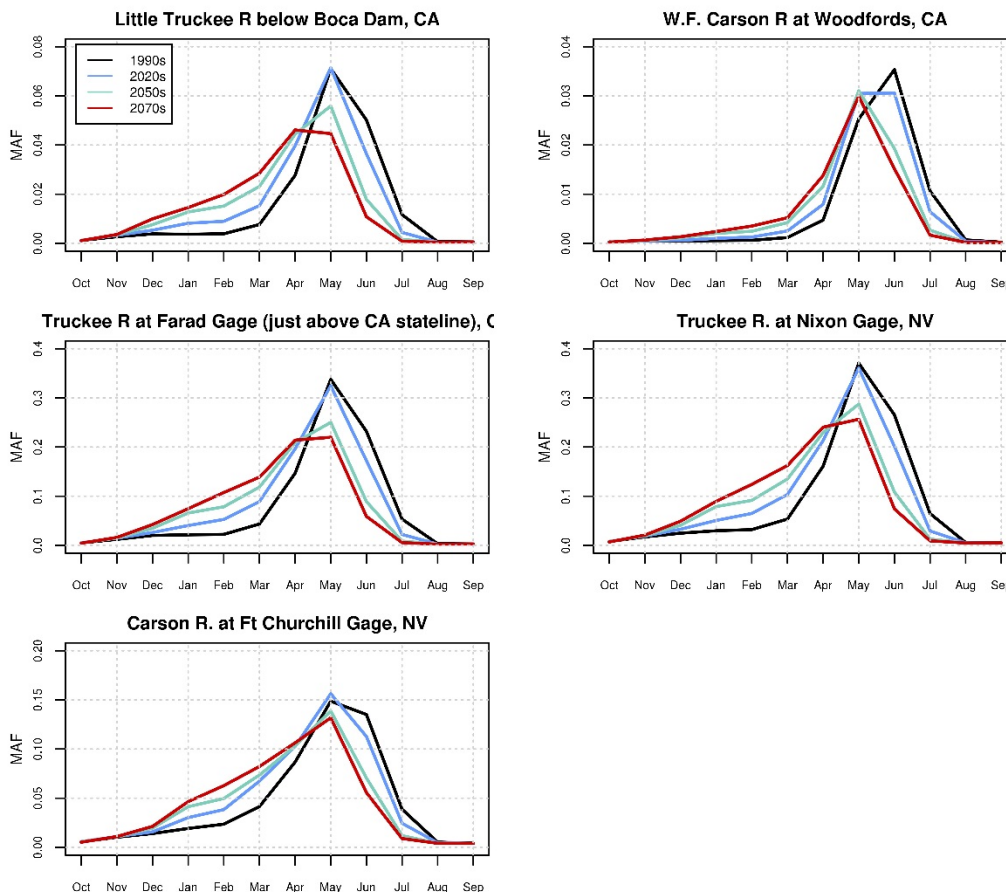 Little Truckee R below Boca Dam, CA
MAF
0.08
0.06
0.04
0.02
0.00
1990s
2020s
2050s
2070s
Oct Nov Dec Jan Feb Mar Apr May Jun Jul Aug Sep
W.F. Carson R at Woodfords, CA
MAF
0.04
0.03
0.02
0.01
0.00
Oct Nov Dec Jan Feb Mar Apr May Jun Jul Aug Sep
Truckee R at Farad Gage (just above CA stateline), C
MAF
0.4
0.3
0.2
0.1
0.0
Oct Nov Dec Jan Feb Mar Apr May Jun Jul Aug Sep
Truckee R. at Nixon Gage, NV
MAF
0.4
0.3
0.2
0.1
0.0
Oct Nov Dec Jan Feb Mar Apr May Jun Jul Aug Sep
Carson R. at Ft Churchill Gage, NV
MAF
0.20
0.15
0.10
0.05
0.00
Oct Nov Dec Jan Feb Mar Apr May Jun Jul Aug Sep